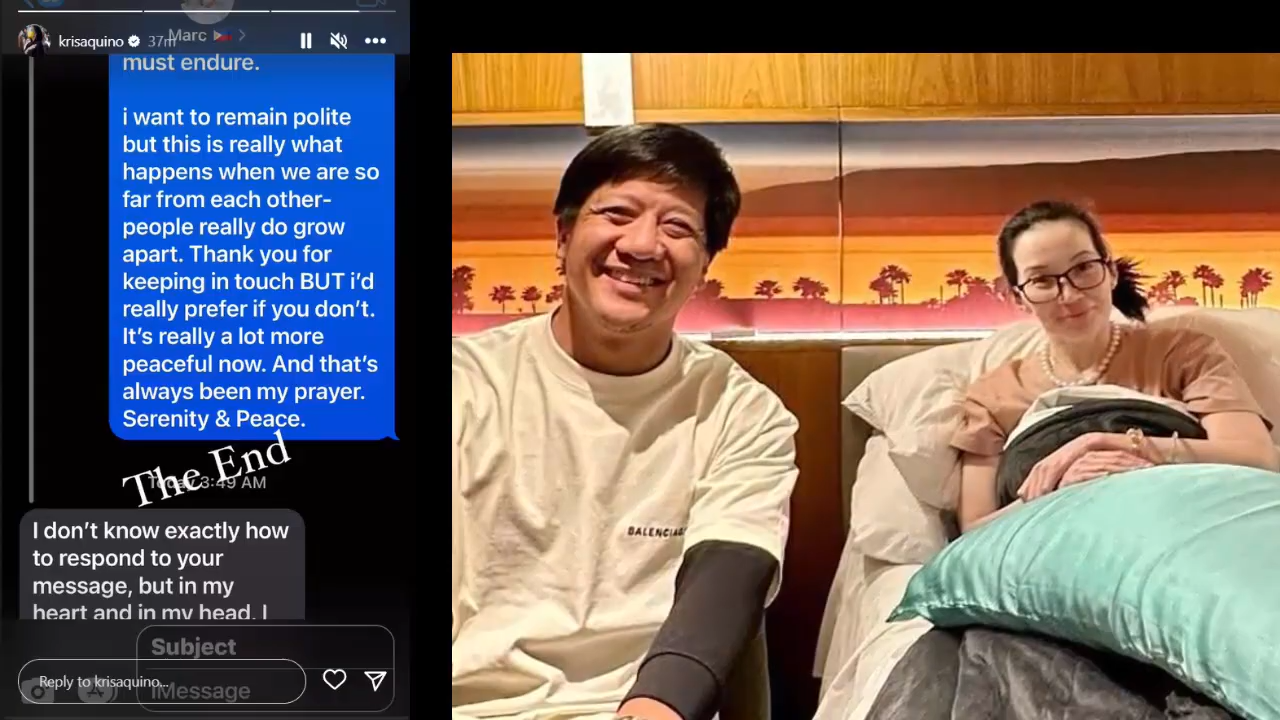 krisaquino 37m
Marc
must endure.
i want to remain polite
but this is really what
happens when we are so
far from each other-
people really do grow
apart. Thank you for
keeping in touch BUT i'd
really prefer if you don't.
It's really a lot more
peaceful now. And that's
always been my prayer.
Serenity & Peace.
The End
Today 3:49 AM
I don't know exactly how
to respond to your
message, but in my
heart and in my head, I
Subject
Reply to krisaquino...
iMessage
BALENCIAGA